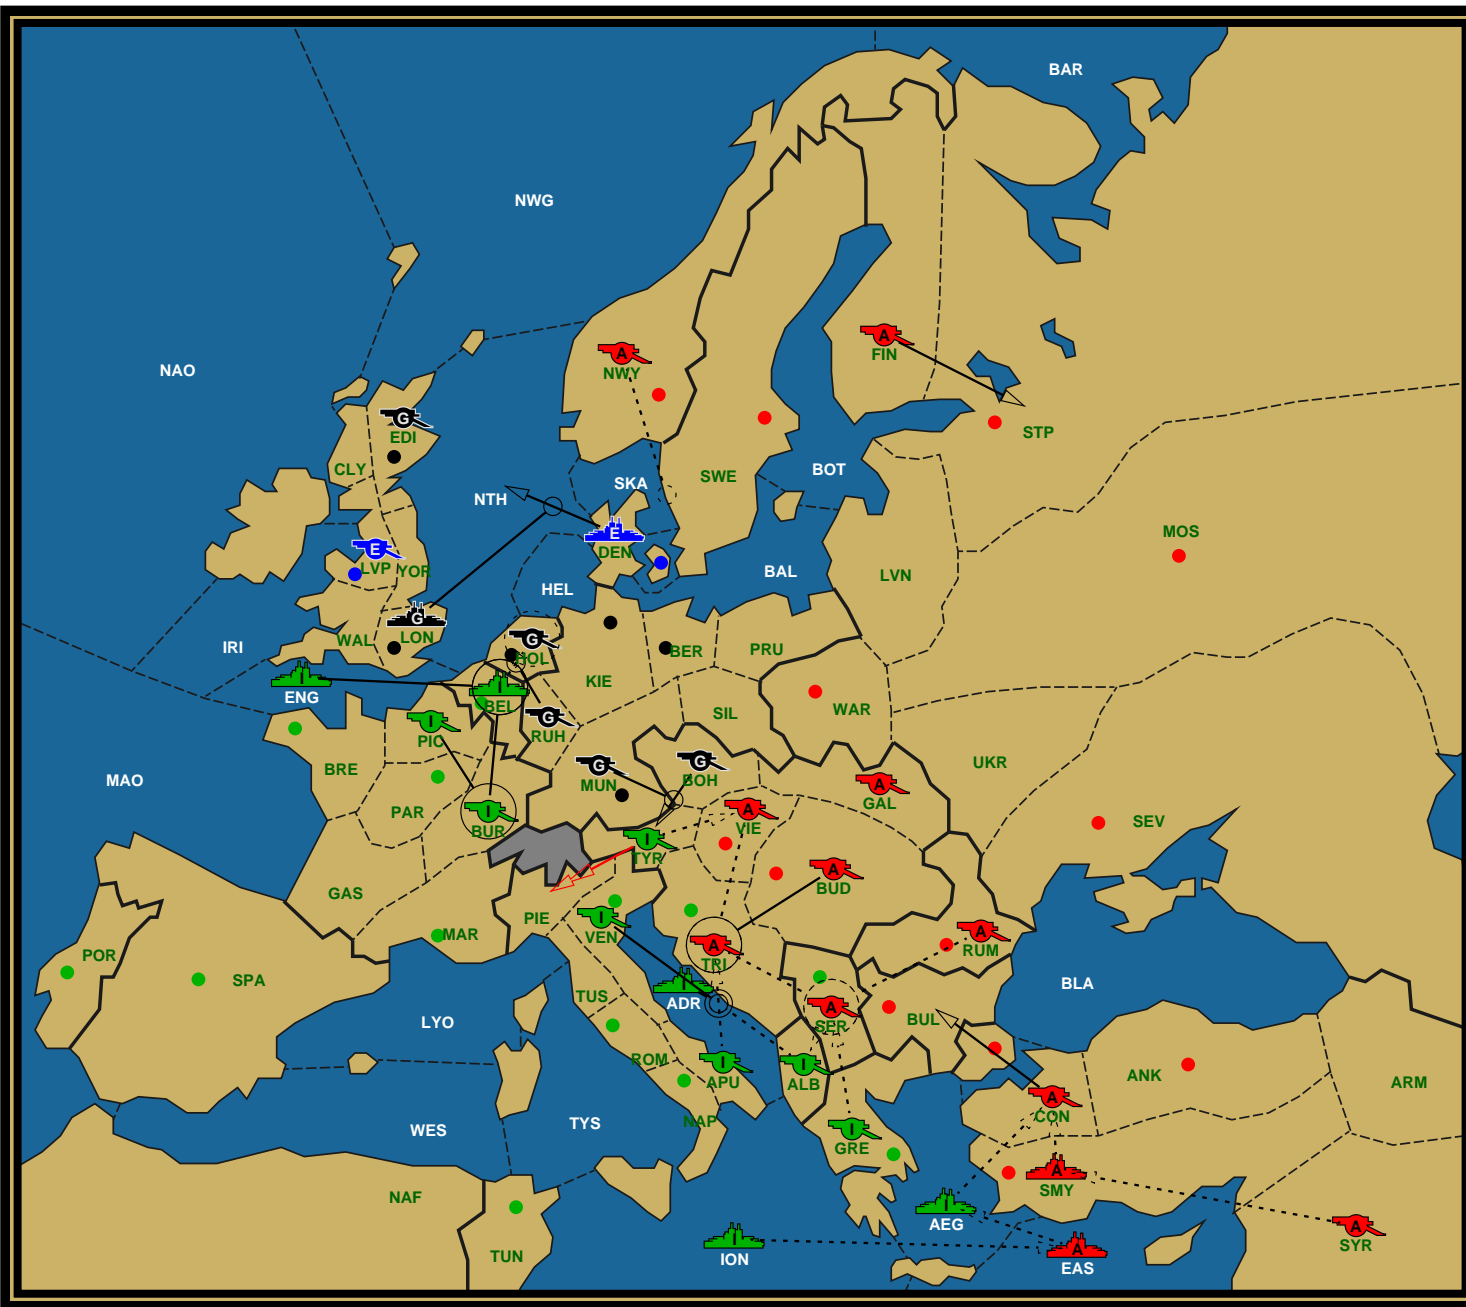 BAR
NWG
A
FIN
A
NWY
NAO
G
EDI
STP
CLY
SKA
BOT
SWE
NTH
MOS
E
DEN
E
LVP
YOR
BAL
LVN
HEL
G
LON
IRI
WAL
G
HOL
BER
PRU
I
ENG
I
BEL
KIE
I
PIC
G
RUH
SIL
WAR
G
MUN
G
BOH
UKR
BRE
MAO
A
GAL
PAR
I
BUR
A
VIE
SEV
I
TYR
A
BUD
GAS
PIE
I
VEN
MAR
A
TRI
A
RUM
POR
SPA
I
ADR
BLA
TUS
A
SER
BUL
LYO
ROM
I
APU
I
ALB
ANK
ARM
A
CON
NAP
TYS
WES
I
GRE
A
SMY
NAF
I
AEG
A
SYR
TUN
I
ION
A
EAS